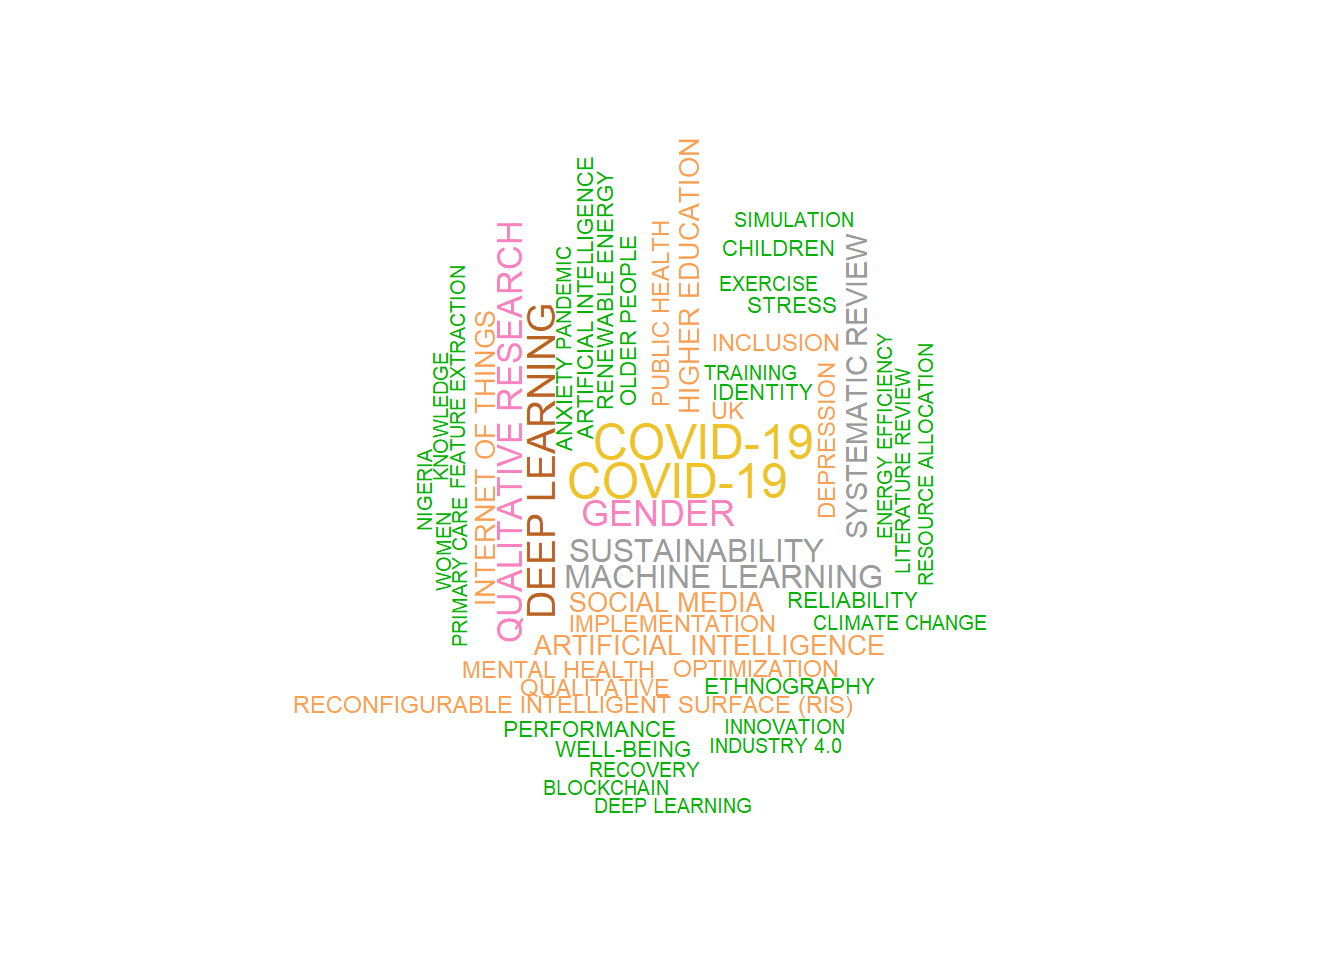 SIMULATION
CHILDREN
EXERCISE
STRESS
INCLUSION
TRAINING
IDENTITY
UK
COVID-19
COVID-19
GENDER
SUSTAINABILITY
MACHINE LEARNING
SOCIAL MEDIA
RELIABILITY
IMPLEMENTATION
CLIMATE CHANGE
ARTIFICIAL INTELLIGENCE
MENTAL HEALTH
OPTIMIZATION
QUALITATIVE
ETHNOGRAPHY
RECONFIGURABLE INTELLIGENT SURFACE (RIS)
PERFORMANCE
INNOVATION
WELL-BEING
INDUSTRY 4.0
RECOVERY
BLOCKCHAIN
DEEP LEARNING
NIGERIA
KNOWLEDGE
WOMEN
FEATURE EXTRACTION
PRIMARY CARE
INTERNET OF THINGS
QUALITATIVE RESEARCH
DEEP LEARNING
PANDEMIC
ANXIETY
ARTIFICIAL INTELLIGENCE
RENEWABLE ENERGY
OLDER PEOPLE
PUBLIC HEALTH
HIGHER EDUCATION
DEPRESSION
SYSTEMATIC REVIEW
ENERGY EFFICIENCY
LITERATURE REVIEW
RESOURCE ALLOCATION